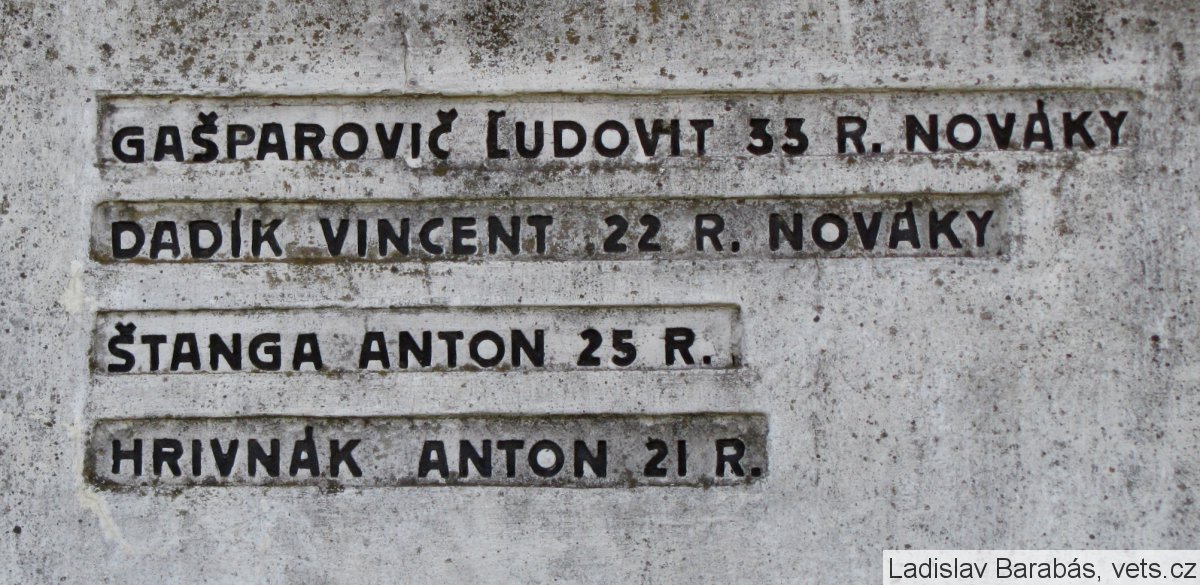 GAŠPAROVIČ ĽUDOVIT 33 R. NOVÁKY
DADÍK VINCENT 22 R. NOVÁKY
ŠTANGA ANTON 25 R.
HRIVNÁK ANTON 21 R.
Ladislav Barabás, vets.cz